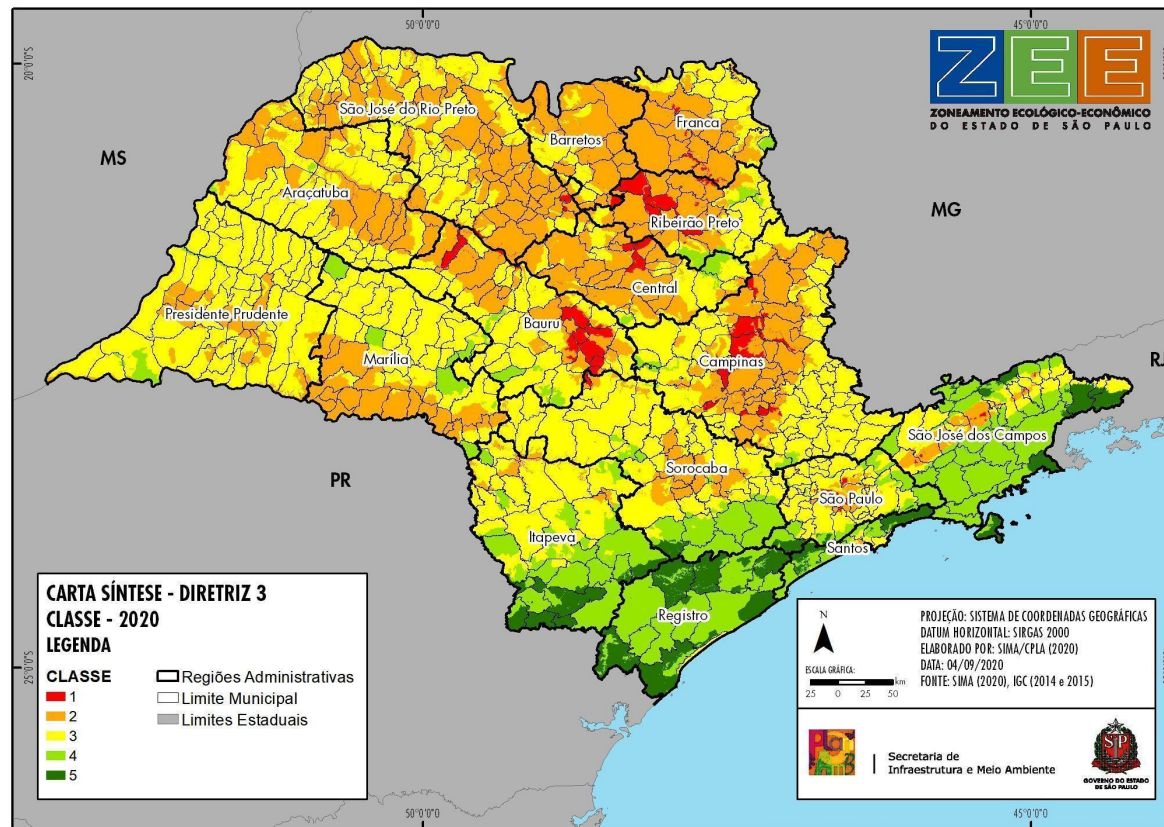 50°0'0"O
45°0'0"O
20°0'0"S
ZEE
ZONEAMENTO ECOLÓGICO-ECONÔMICO
DO ESTADO DE SÃO PAULO
MS
MG
RJ
PR
São José do Rio Preto
Barretos
Franca
Araçatuba
Ribeirão Preto
Central
Presidente Prudente
Bauru
Marília
Campinas
São José dos Campos
Sorocaba
São Paulo
Itapeva
Santos
Registro
CARTA SÍNTESE - DIRETRIZ 3
CLASSE - 2020
LEGENDA
CLASSE
1
2
3
4
5
Regiões Administrativas
Limite Municipal
Limites Estaduais
N
ESCALA GRÁFICA:
km
25 0 25 50
PROJEÇÃO: SISTEMA DE COORDENADAS GEOGRÁFICAS
DATUM HORIZONTAL: SIRGAS 2000
ELABORADO POR: SIMA/CPLA (2020)
DATA: 04/09/2020
FONTE: SIMA (2020), IGC (2014 e 2015)
Secretaria de
Infraestrutura e Meio Ambiente
GOVERNO DO ESTADO
DE SÃO PAULO
25°0'0"S
50°0'0"O
45°0'0"O